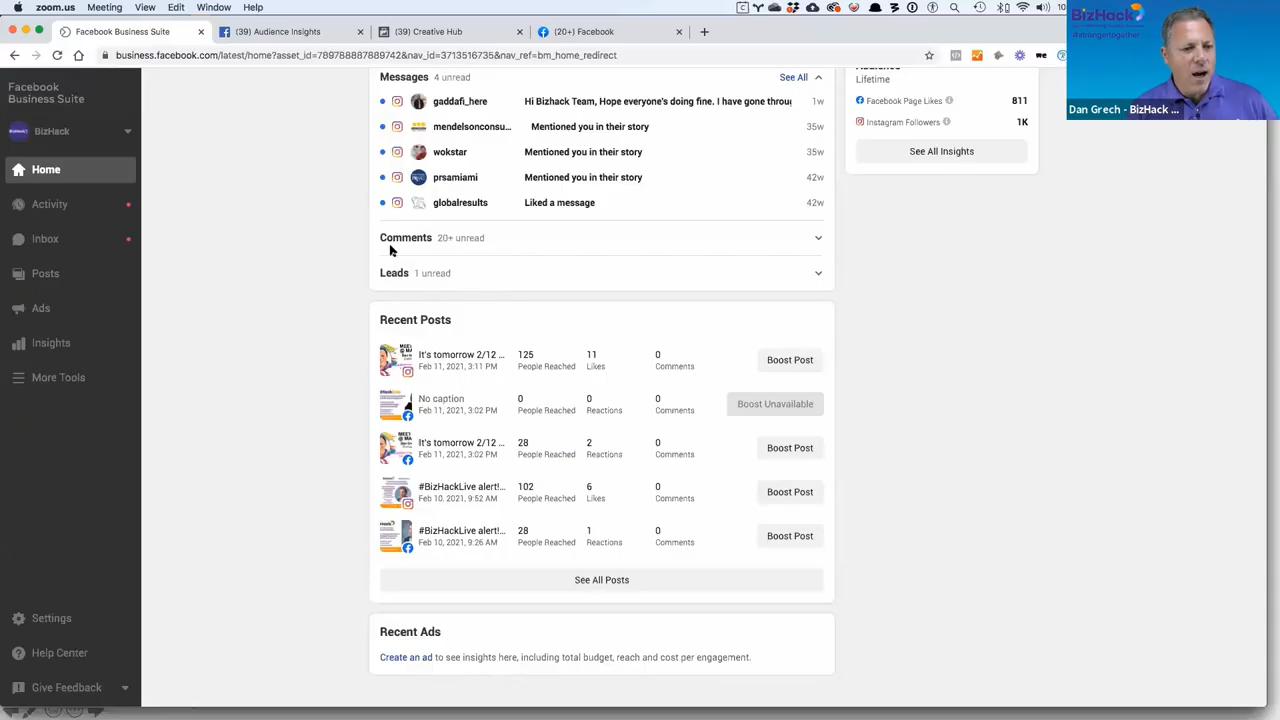 zoom.us Meeting View Edit Window Help
Facebook Business Suite
(39) Audience Insights
(39) Creative Hub
(20+) Facebook
business.facebook.com/latest/home?asset_id=789788867889742&nav_id=3713516735&nav_ref=bm_home_redirect
BizHack
#strongertogether
Dan Grech - BizHack ...
Facebook
Business Suite
BizHack
Home
Activity
Inbox
Posts
Ads
Insights
More Tools
Settings
Help Center
Give Feedback
Messages 4 unread See All
gaddafi_here Hi Bizhack Team, Hope everyone's doing fine. I have gone throu 1w
mendelsonconsu... Mentioned you in their story 35w
wokstar Mentioned you in their story 35w
prsamiami Mentioned you in their story 42w
globalresults Liked a message 42w
Comments 20+ unread
Leads 1 unread
Recent Posts
It's tomorrow 2/12 ... 125 11 0 Boost Post
Feb 11, 2021, 3:11 PM People Reached Likes Comments
No caption 0 0 0 Boost Unavailable
Feb 11, 2021, 3:02 PM People Reached Reactions Comments
It's tomorrow 2/12 ... 28 2 0 Boost Post
Feb 11, 2021, 3:02 PM People Reached Reactions Comments
#BizHackLive alert!... 102 6 0 Boost Post
Feb 10, 2021, 9:52 AM People Reached Likes Comments
#BizHackLive alert!... 28 1 0 Boost Post
Feb 10, 2021, 9:26 AM People Reached Reactions Comments
See All Posts
Recent Ads
Create an ad to see insights here, including total budget, reach and cost per engagement.
Lifetime
Facebook Page Likes 811
Instagram Followers 1K
See All Insights